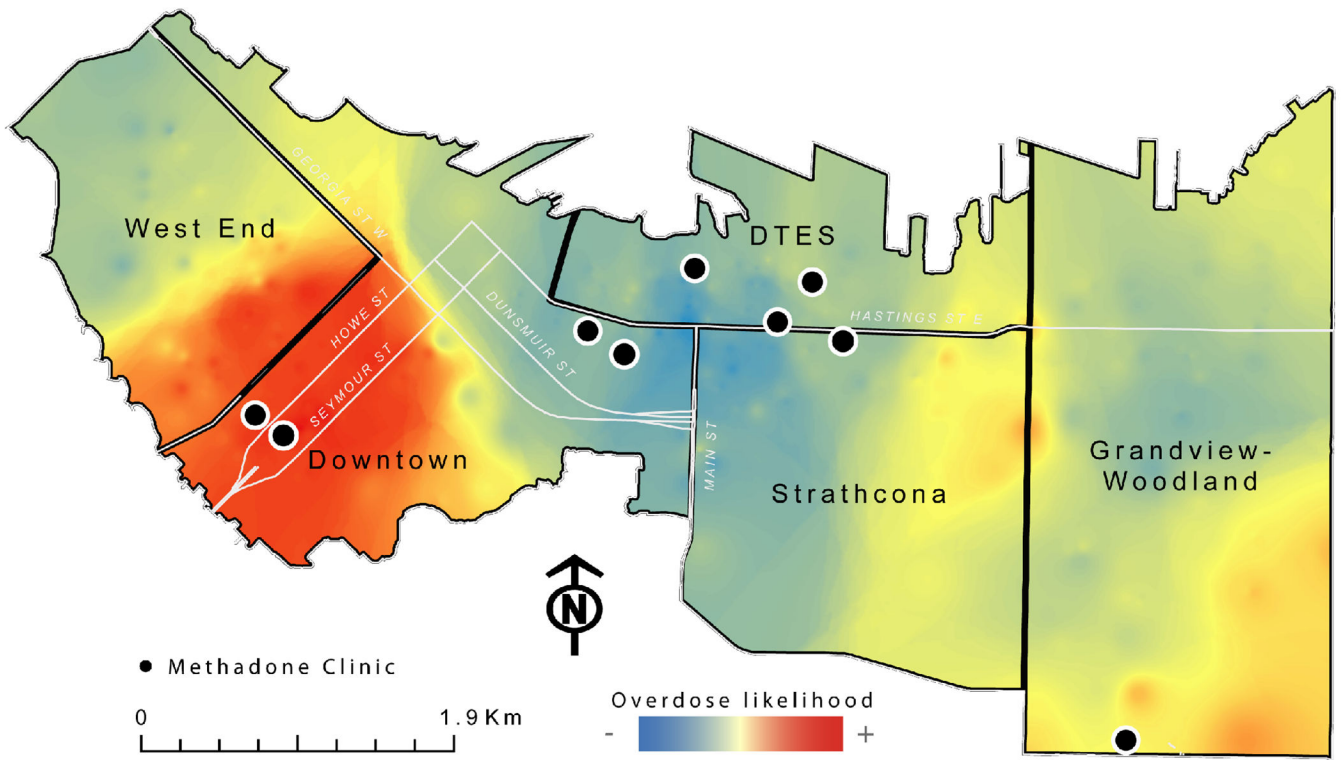 GEORGIA ST W
West End
DTES
HOWE ST
DUNSMUIR ST
HASTINGS ST E
SEYMOUR ST
Downtown
MAIN ST
Strathcona
Grandview-
Woodland
N
Methadone Clinic
0 1.9 Km
Overdose likelihood
- +